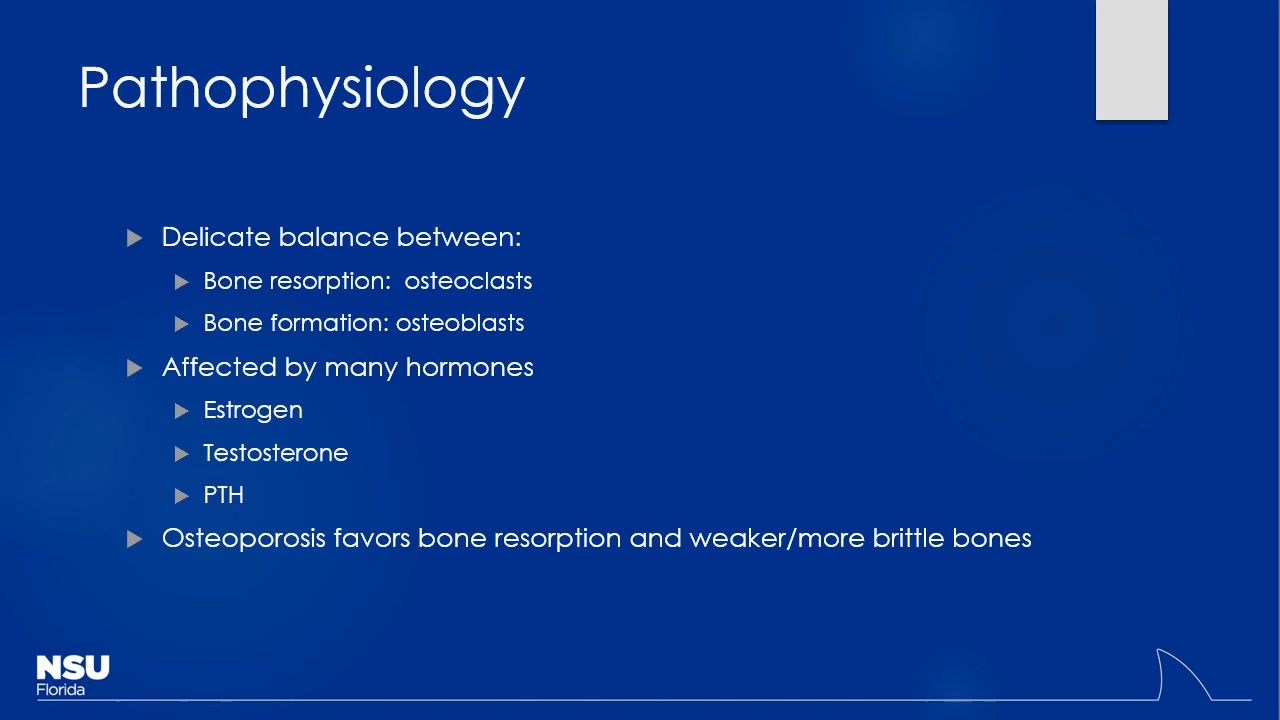 Pathophysiology
Delicate balance between:
Bone resorption:  osteoclasts
Bone formation: osteoblasts
Affected by many hormones
Estrogen
Testosterone
PTH
Osteoporosis favors bone resorption and weaker/more brittle bones
NSU
Florida